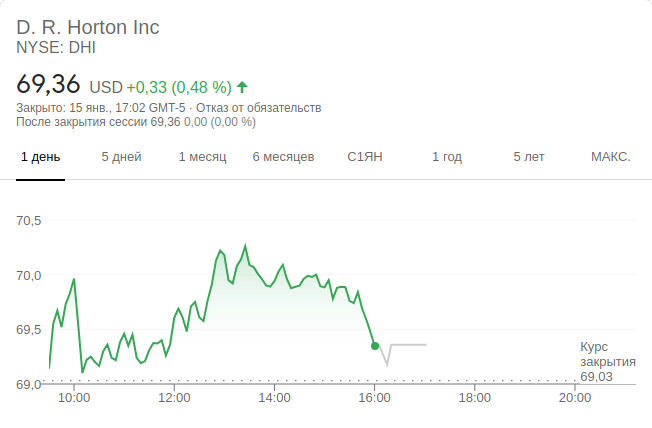 D. R. Horton Inc
NYSE: DHI
69,36 USD +0,33 (0,48 %)
Закрыто: 15 янв., 17:02 GMT-5 · Отказ от обязательств
После закрытия сессии 69,36 0,00 (0,00 %)
1 день 5 дней 1 месяц 6 месяцев С1ЯН 1 год 5 лет МАКС.
70,5
70,0
69,5
Курс
закрытия
69,03
69,0
10:00 12:00 14:00 16:00 18:00 20:00